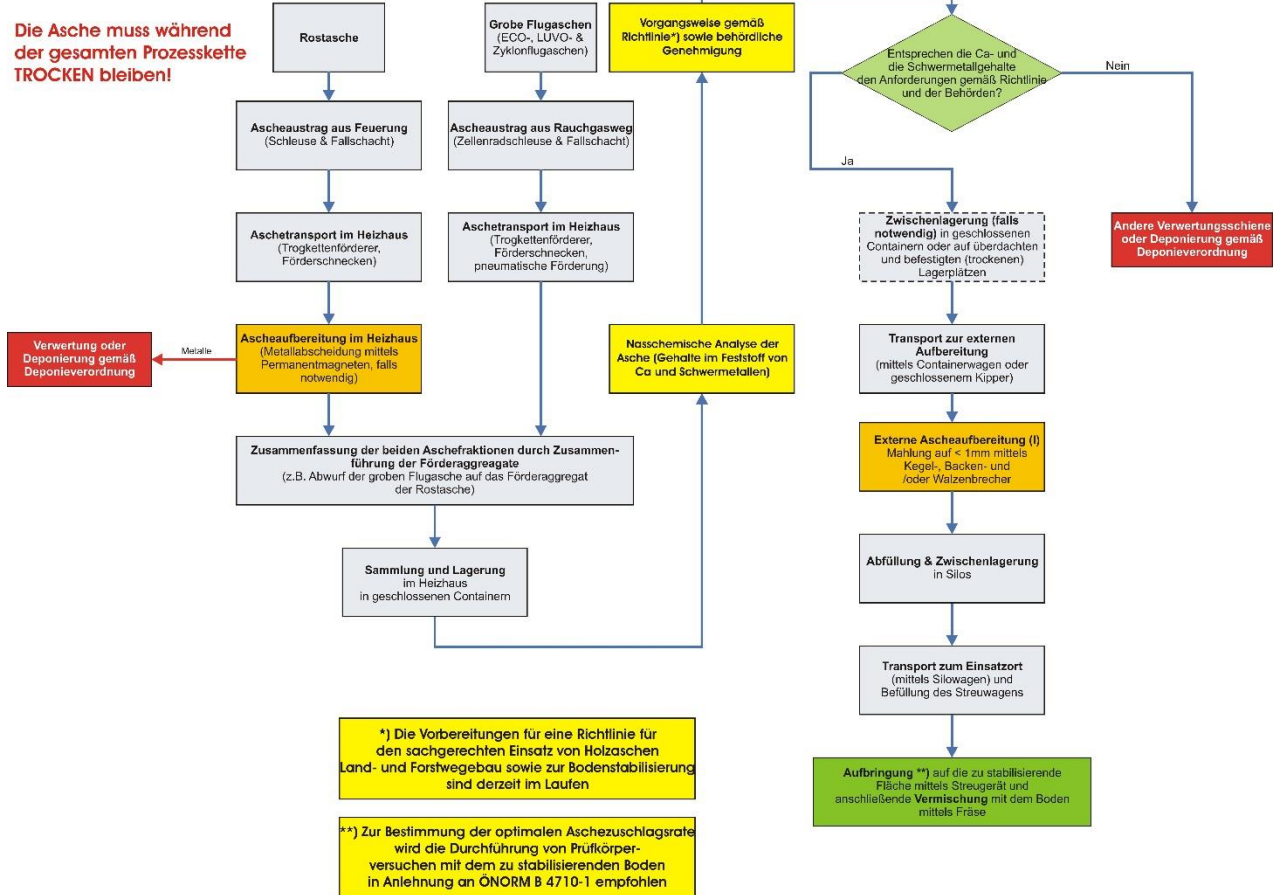 Die Asche muss während
der gesamten Prozesskette
TROCKEN bleiben!
Rostasche
Grobe Flugaschen
(ECO-, LUVO- &
Zyklonflugaschen)
Vorgangsweise gemäß
Richtlinie*) sowie behördliche
Genehmigung
Entsprechen die Ca- und
die Schwermetallgehalte
den Anforderungen gemäß Richtlinie
und der Behörden?
Nein
Ja
Ascheaustrag aus Feuerung
(Schleuse & Fallschacht)
Ascheaustrag aus Rauchgasweg
(Zellenradschleuse & Fallschacht)
Aschetransport im Heizhaus
(Trogkettenförderer,
Förderschnecken)
Aschetransport im Heizhaus
(Trogkettenförderer,
Förderschnecken,
pneumatische Förderung)
Zwischenlagerung (falls
notwendig) in geschlossenen
Containern oder auf überdachten
und befestigten (trockenen)
Lagerplätzen
Andere Verwertungsschiene
oder Deponierung gemäß
Deponieverordnung
Verwertung oder
Deponierung gemäß
Deponieverordnung
Metalle
Ascheaufbereitung im Heizhaus
(Metallabscheidung mittels
Permanentmagneten, falls
notwendig)
Nasschemische Analyse der
Asche (Gehalte im Feststoff von
Ca und Schwermetallen)
Transport zur externen
Aufbereitung
(mittels Containerwagen oder
geschlossenem Kipper)
Zusammenfassung der beiden Aschefraktionen durch Zusammen-
führung der Förderaggreagate
(z.B. Abwurf der groben Flugasche auf das Förderaggregat
der Rostasche)
Externe Ascheaufbereitung (I)
Mahlung auf < 1mm mittels
Kegel-, Backen- und
/oder Walzenbrecher
Sammlung und Lagerung
im Heizhaus
in geschlossenen Containern
Abfüllung & Zwischenlagerung
in Silos
Transport zum Einsatzort
(mittels Silowagen) und
Befüllung des Streuwagens
*) Die Vorbereitungen für eine Richtlinie für
den sachgerechten Einsatz von Holzaschen
Land- und Forstwegebau sowie zur Bodenstabilisierung
sind derzeit im Laufen
Aufbringung **) auf die zu stabilisierende
Fläche mittels Streugerät und
anschließende Vermischung mit dem Boden
mittels Fräse
**) Zur Bestimmung der optimalen Aschezuschlagsrate
wird die Durchführung von Prüfkörper-
versuchen mit dem zu stabilisierenden Boden
in Anlehnung an ÖNORM B 4710-1 empfohlen